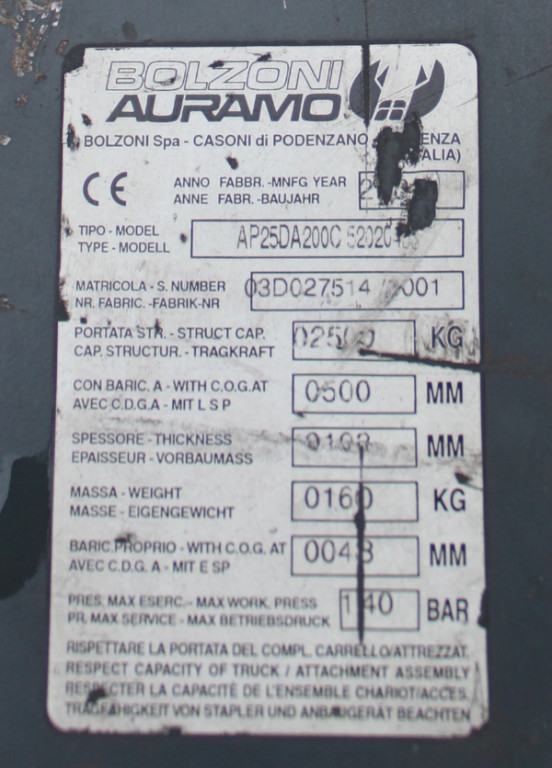 BOLZONI
AURAMO
BOLZONI Spa - CASONI di PODENZANO
ANNO FABBR.-MNFG YEAR
ANNE FABR.-BAUJAHR
TIPO - MODEL
TYPE - MODELL
AP25DA200C
MATRICOLA - S. NUMBER 03D027514
NR. FABRIC. -FABRIK-NR
PORTATA STR. - STRUCT CAP. KG
CAP. STRUCTUR. - TRAGKRAFT
CON BARIC. A - WITH C.O.G.AT 0500 MM
AVEC C.D.G.A - MIT L S P
SPESSORE - THICKNESS MM
EPAISSEUR - VORBAUMASS
MASSA - WEIGHT 0160 KG
MASSE - EIGENGEWICHT
BARIC.PROPRIO - WITH C.O.G. AT 0043 MM
AVEC C.D.G. A - MIT E SP
PRES. MAX ESERC. - MAX WORK. PRESS 140 BAR
PR. MAX SERVICE - MAX BETRIEBSDRUCK
RISPETTARE LA PORTATA DEL COMPL. CARRELLO/ATTREZZAT.
RESPECT CAPACITY OF TRUCK / ATTACHMENT ASSEMBLY
RESPECTER LA CAPACITÉ DE L'ENSEMBLE CHARIOT/ACCES.
TRAGFÄHIGKEIT VON STAPLER UND ANBAUGERÄT BEACHTEN